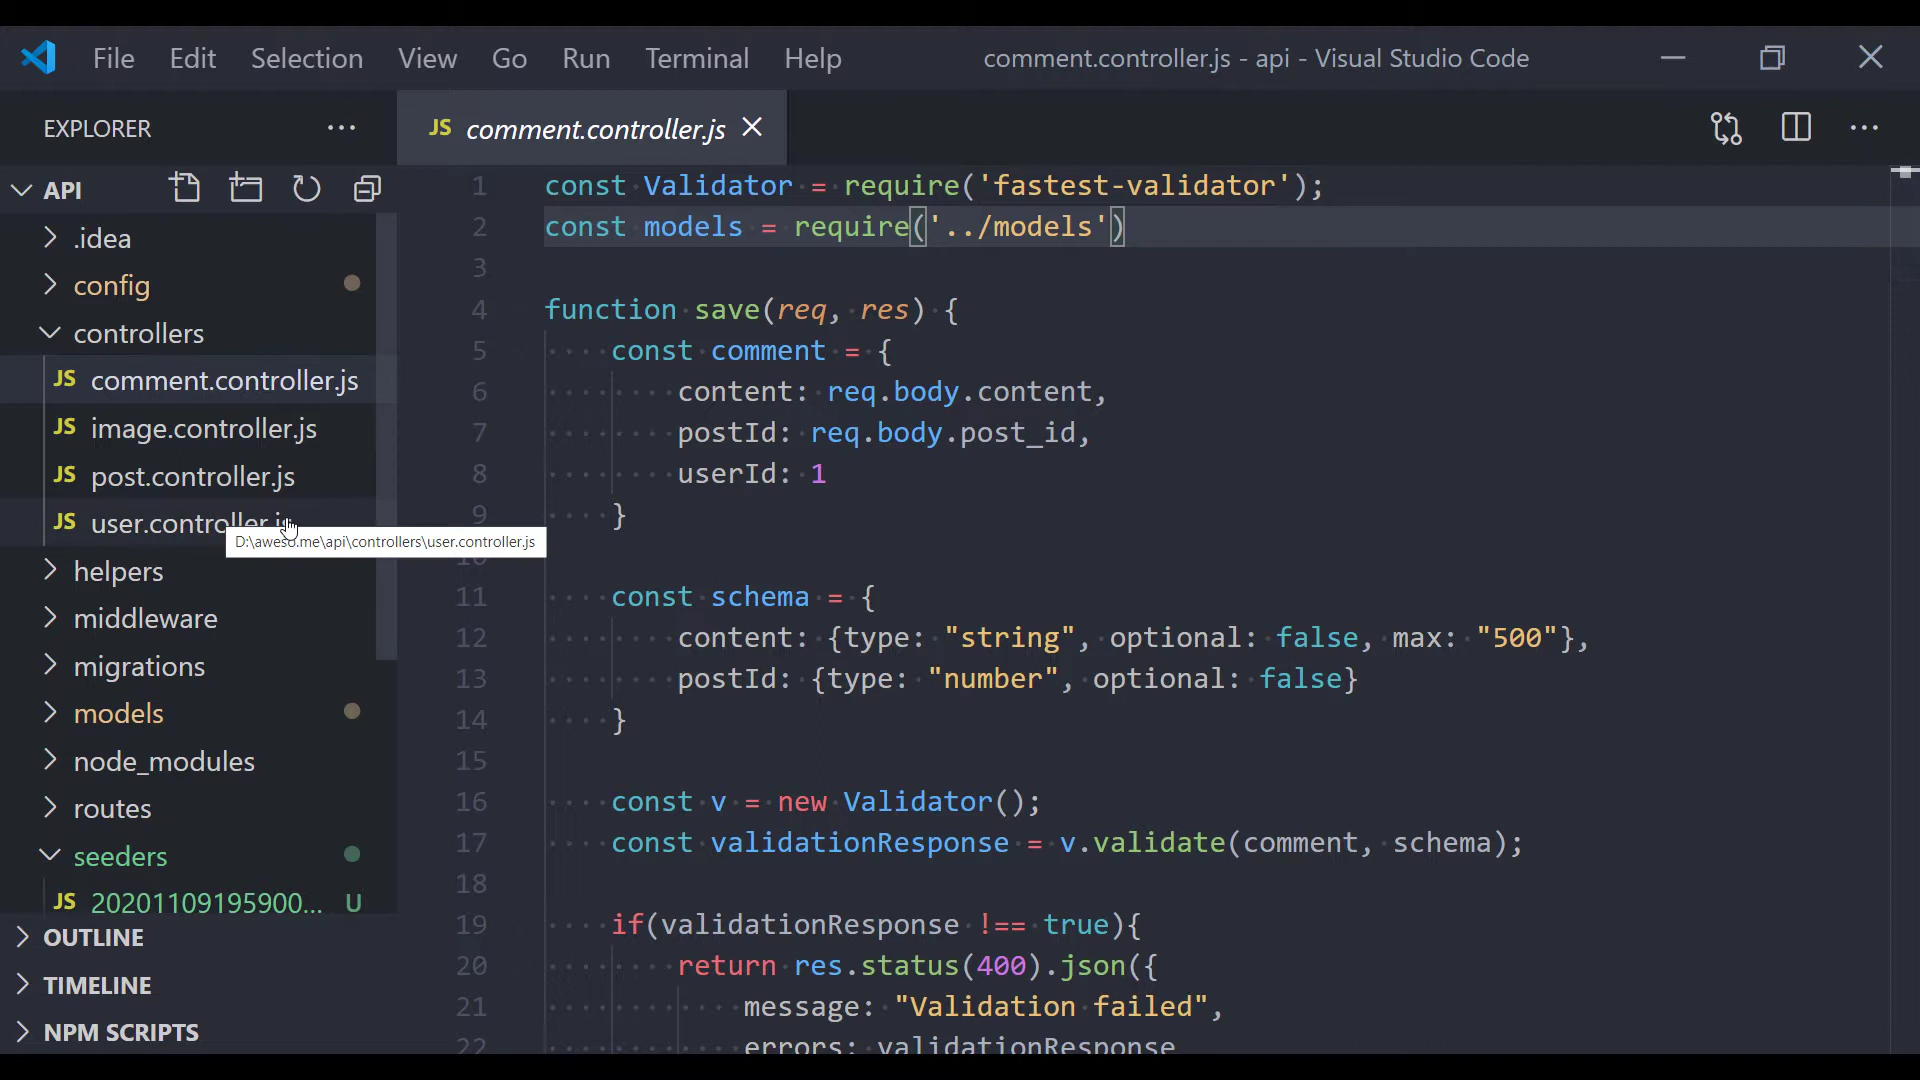 File Edit Selection View Go Run Terminal Help comment.controller.js - api - Visual Studio Code
EXPLORER
JS comment.controller.js
API
.idea
config
controllers
JS comment.controller.js
JS image.controller.js
JS post.controller.js
JS user.controller.js
D:\aweso.me\api\controllers\user.controller.js
helpers
middleware
migrations
models
node_modules
routes
seeders
JS 20201109195900... U
OUTLINE
TIMELINE
NPM SCRIPTS
1 const Validator = require('fastest-validator');
2 const models = require('../models')
3
4 function save(req, res) {
5 const comment = {
6 content: req.body.content,
7 postId: req.body.post_id,
8 userId: 1
9 }
10
11 const schema = {
12 content: {type: "string", optional: false, max: "500"},
13 postId: {type: "number", optional: false}
14 }
15
16 const v = new Validator();
17 const validationResponse = v.validate(comment, schema);
18
19 if(validationResponse !== true){
20 return res.status(400).json({
21 message: "Validation failed",
22 errors: validationResponse